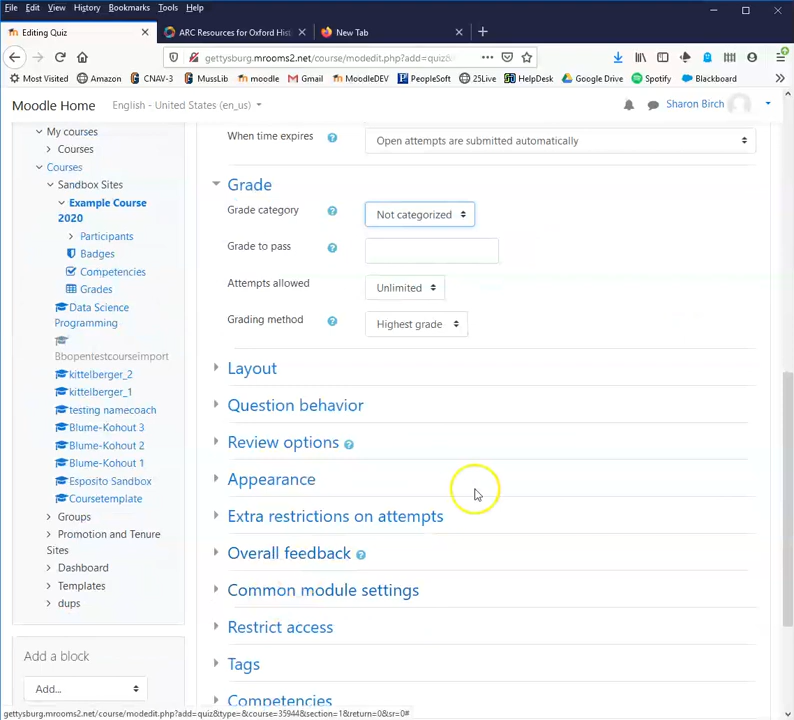 File Edit View History Bookmarks Tools Help
Editing Quiz
ARC Resources for Oxford Hist
New Tab
gettysburg.mrooms2.net/course/modedit.php?add=quiz&
Most Visited Amazon CNAV-3 MussLib moodle Gmail MoodleDEV PeopleSoft 25Live HelpDesk Google Drive Spotify Blackboard
Moodle Home English - United States (en_us) Sharon Birch
My courses
Courses
Courses
Sandbox Sites
Example Course
2020
Participants
Badges
Competencies
Grades
Data Science
Programming
Bbopentestcourseimport
kittelberger_2
kittelberger_1
testing namecoach
Blume-Kohout 3
Blume-Kohout 2
Blume-Kohout 1
Esposito Sandbox
Coursetemplate
Groups
Promotion and Tenure
Sites
Dashboard
Templates
dups
Add a block
Add...
When time expires Open attempts are submitted automatically
Grade
Grade category Not categorized
Grade to pass
Attempts allowed Unlimited
Grading method Highest grade
Layout
Question behavior
Review options
Appearance
Extra restrictions on attempts
Overall feedback
Common module settings
Restrict access
Tags
Competencies
gettysburg.mrooms2.net/course/modedit.php?add=quiz&type=&course=35944&section=1&return=0&sr=0#